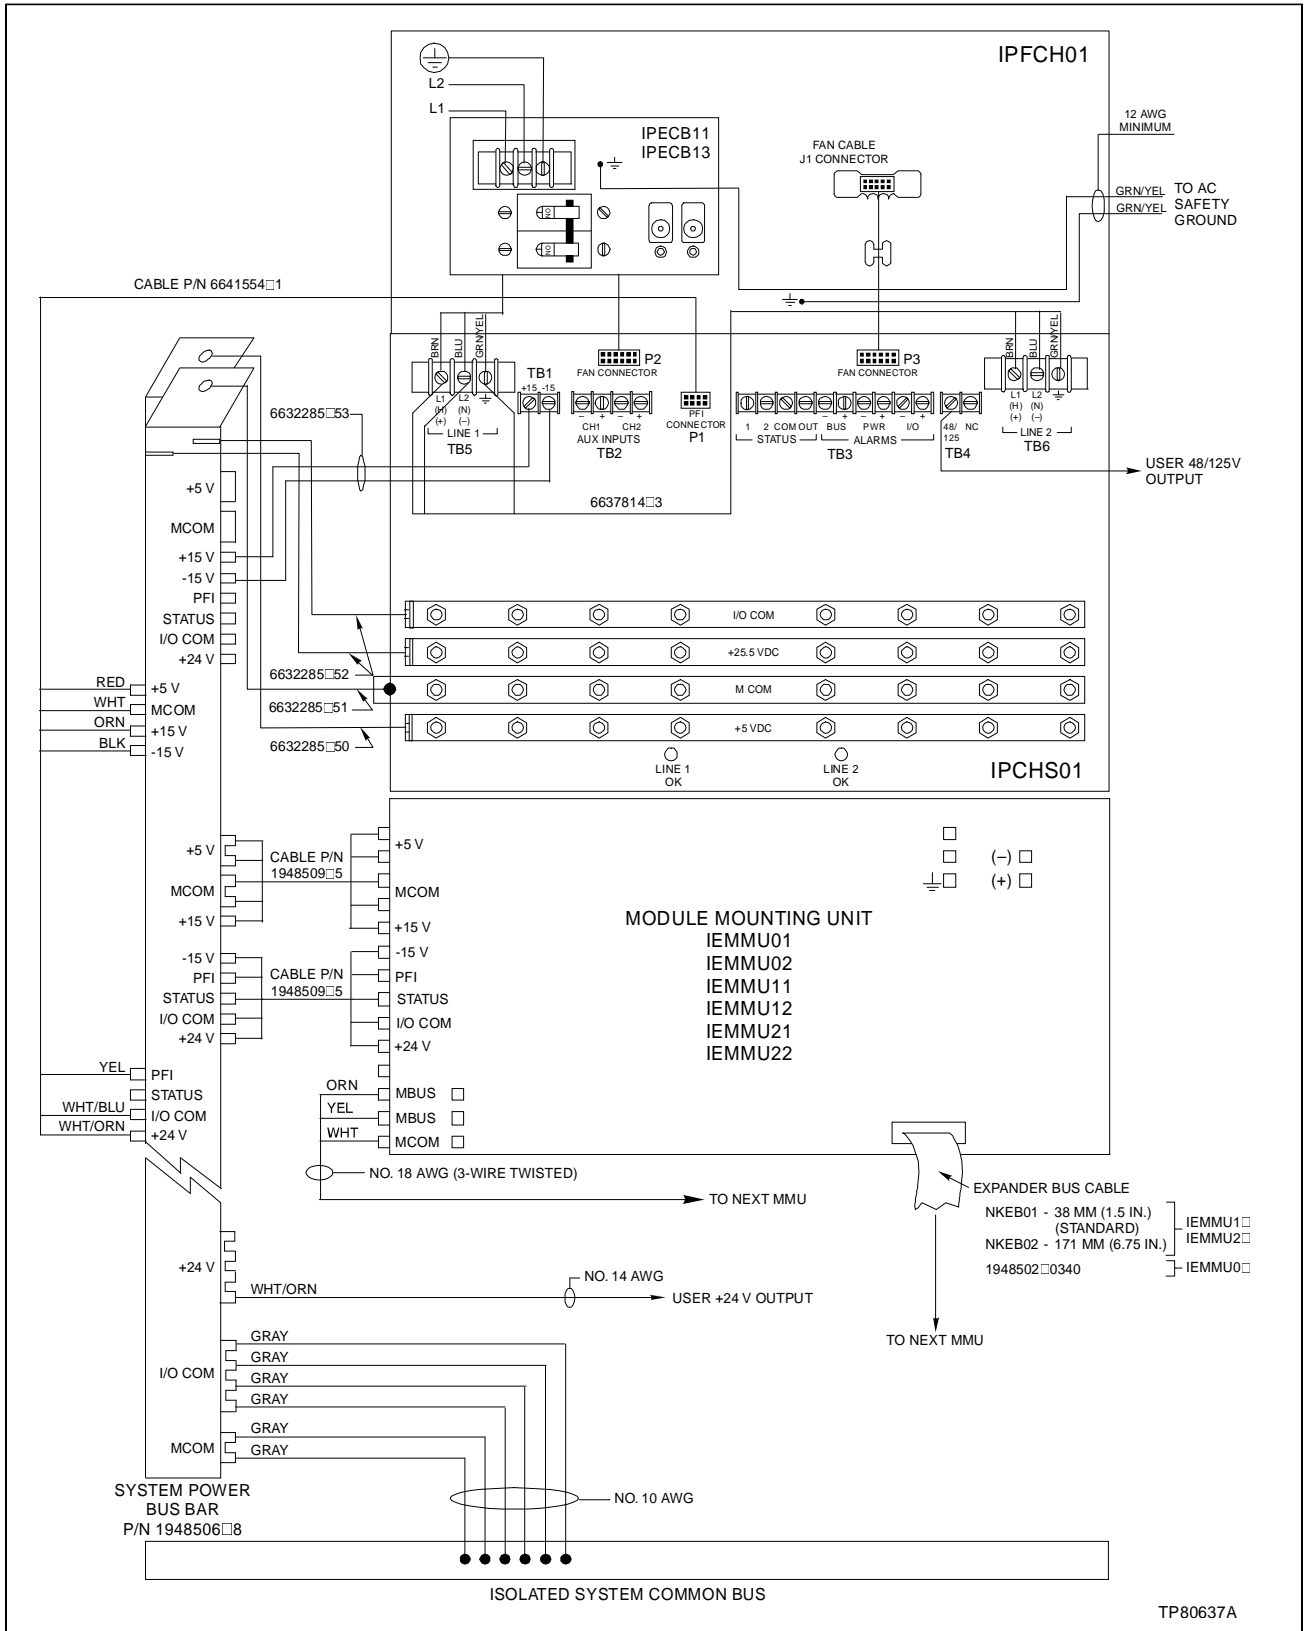 IPFCH01
L2
L1
IPECB11
IPECB13
FAN CABLE
J1 CONNECTOR
12 AWG
MINIMUM
GRN/YEL
GRN/YEL
TO AC
SAFETY
GROUND
NO
NO
CABLE P/N 6641554□1
BRN
BLU
GRN/YEL
P2
FAN CONNECTOR
P3
FAN CONNECTOR
BRN
BLU
GRN/YEL
L1
(H)
(+)
L2
(N)
(–)
LINE 1
TB5
TB1
+15 -15
– + – +
CH1 CH2
AUX INPUTS
TB2
PFI
CONNECTOR
P1
– + – + – +
1 2 COM OUT BUS PWR I/O
STATUS ALARMS
TB3
48/
125
NC
TB4
L1
(H)
(+)
L2
(N)
(–)
LINE 2
TB6
USER 48/125V
OUTPUT
6632285□53
6637814□3
+5 V
MCOM
+15 V
-15 V
PFI
STATUS
I/O COM
+24 V
I/O COM
+25.5 VDC
M COM
+5 VDC
6632285□52
6632285□51
6632285□50
LINE 1
OK
LINE 2
OK
IPCHS01
RED
WHT
ORN
BLK
+5 V
MCOM
+15 V
-15 V
+5 V
MCOM
+15 V
-15 V
PFI
STATUS
I/O COM
+24 V
CABLE P/N
1948509□5
CABLE P/N
1948509□5
+5 V
MCOM
+15 V
-15 V
PFI
STATUS
I/O COM
+24 V
MBUS
MBUS
MCOM
(–)
(+)
MODULE MOUNTING UNIT
IEMMU01
IEMMU02
IEMMU11
IEMMU12
IEMMU21
IEMMU22
YEL
WHT/BLU
WHT/ORN
PFI
STATUS
I/O COM
+24 V
ORN
YEL
WHT
NO. 18 AWG (3-WIRE TWISTED)
TO NEXT MMU
EXPANDER BUS CABLE
NKEB01 - 38 MM (1.5 IN.)
(STANDARD)
NKEB02 - 171 MM (6.75 IN.)
IEMMU1□
IEMMU2□
1948502□0340
IEMMU0□
TO NEXT MMU
+24 V
WHT/ORN
NO. 14 AWG
USER +24 V OUTPUT
I/O COM
GRAY
GRAY
GRAY
GRAY
MCOM
GRAY
GRAY
NO. 10 AWG
SYSTEM POWER
BUS BAR
P/N 1948506□8
ISOLATED SYSTEM COMMON BUS
TP80637A